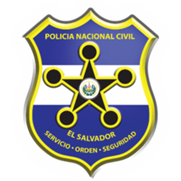 POLICIA NACIONAL CIVIL
EL SALVADOR
SERVICIO - ORDEN - SEGURIDAD